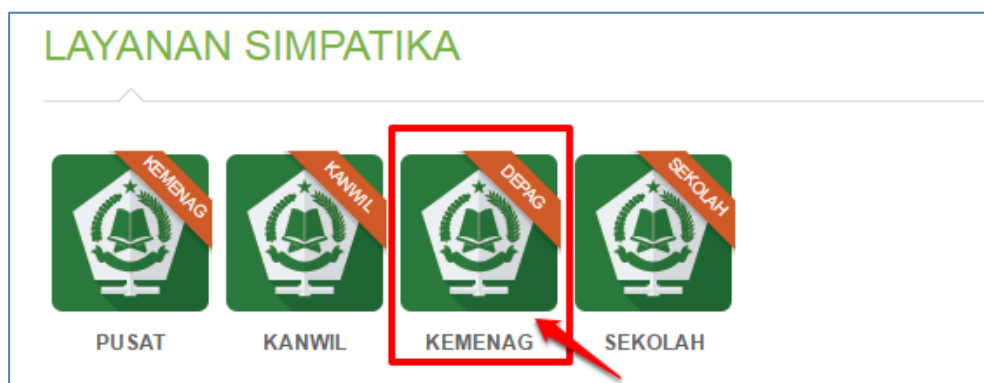 LAYANAN SIMPATIKA
KEMENAG
KANWIL
DEPAG
SEKOLAH
PUSAT
KANWIL
KEMENAG
SEKOLAH